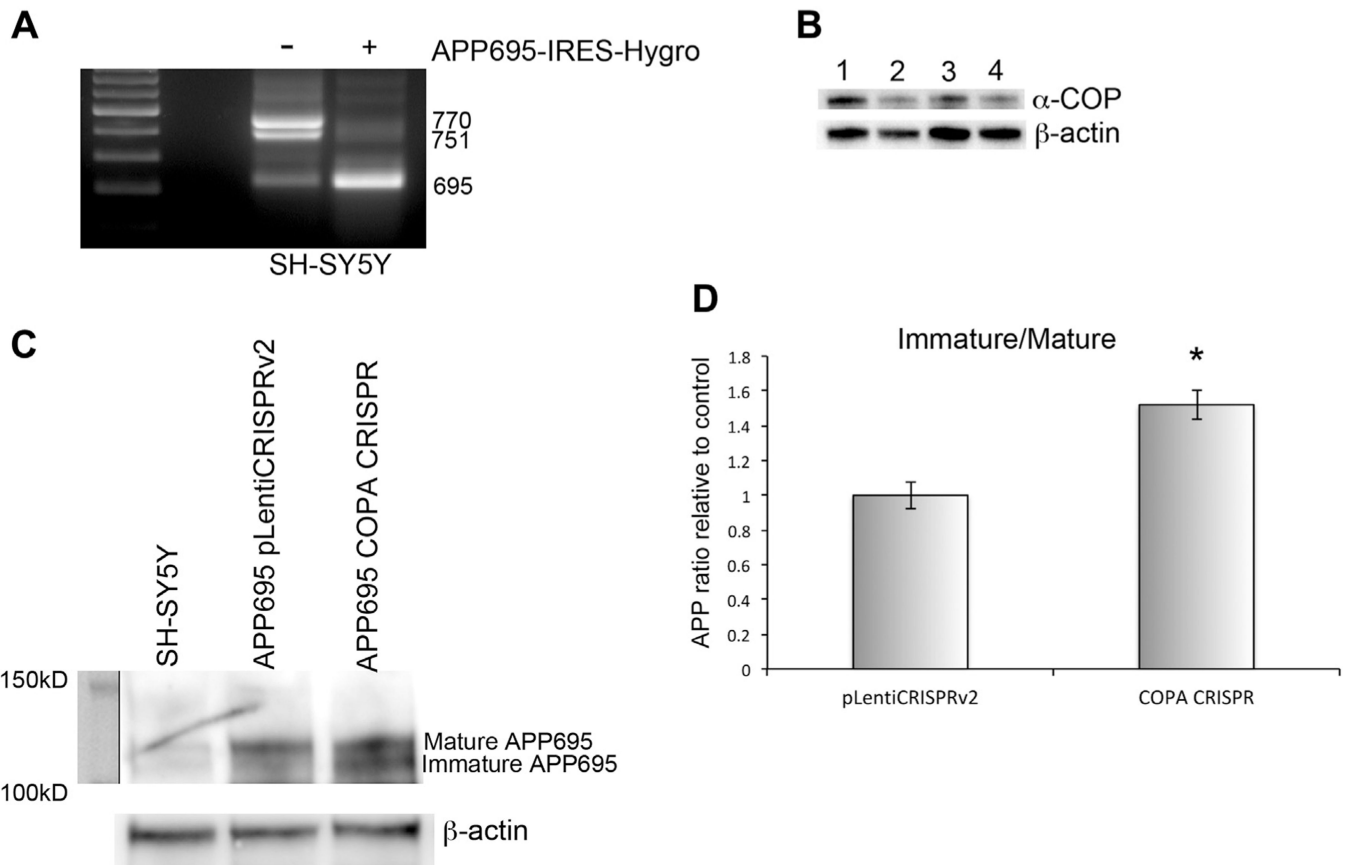 A
- + APP695-IRES-Hygro
770
751
695
SH-SY5Y
B
1 2 3 4
α-COP
β-actin
C
SH-SY5Y
APP695 pLentiCRISPRv2
APP695 COPA CRISPR
150kD
Mature APP695
Immature APP695
100kD
β-actin
D
Immature/Mature
*
APP ratio relative to control
1.8
1.6
1.4
1.2
1
0.8
0.6
0.4
0.2
0
pLentiCRISPRv2
COPA CRISPR